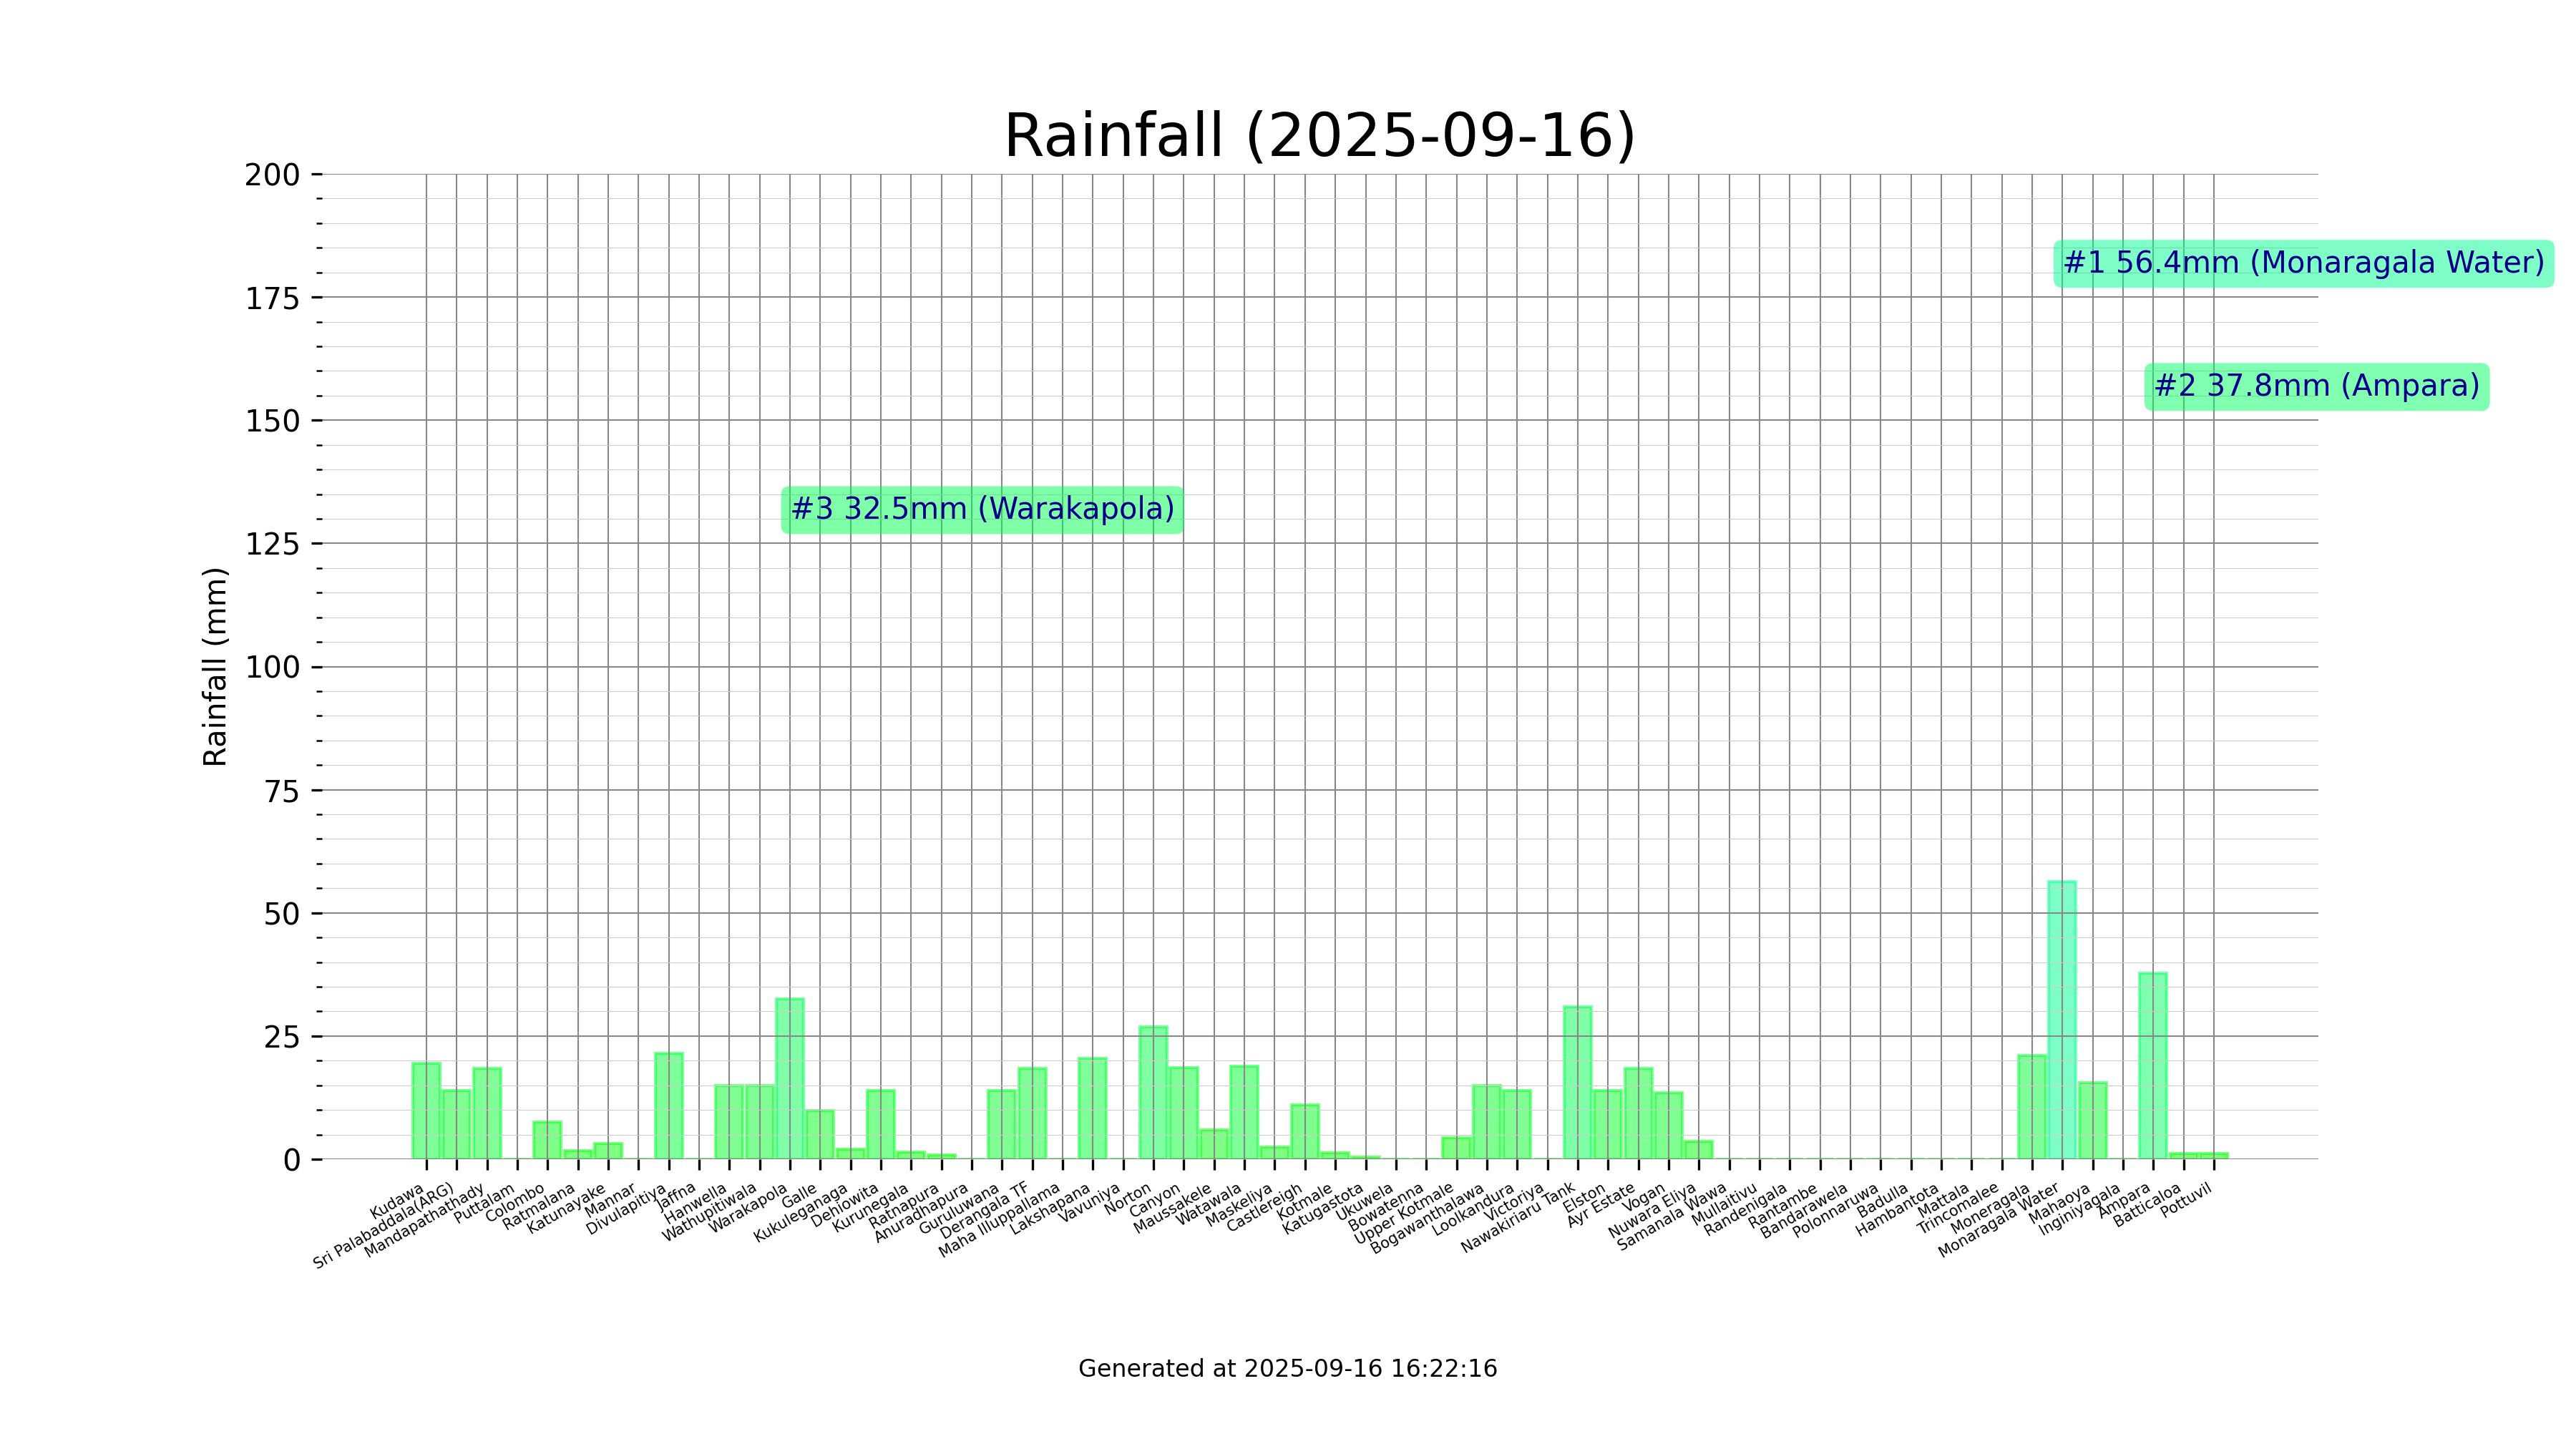 Rainfall (2025-09-16)
Rainfall (mm)
200
175
150
125
100
75
50
25
0
#1 56.4mm (Monaragala Water)
#2 37.8mm (Ampara)
#3 32.5mm (Warakapola)
Kudawa
Sri Palabaddala(ARG)
Mandapathathady
Puttalam
Colombo
Ratmalana
Katunayake
Mannar
Divulapitiya
Jaffna
Hanwella
Wathupitiwala
Warakapola
Galle
Kukuleganaga
Dehlowita
Kurunegala
Ratnapura
Anuradhapura
Guruluwana
Derangala TF
Maha Illuppallama
Lakshapana
Vavuniya
Norton
Canyon
Maussakele
Watawala
Maskeliya
Castlereigh
Kotmale
Katugastota
Ukuwela
Bowatenna
Upper Kotmale
Bogawanthalawa
Loolkandura
Victoriya
Nawakiriaru Tank
Elston
Ayr Estate
Vogan
Nuwara Eliya
Samanala Wawa
Mullaitivu
Randenigala
Rantambe
Bandarawela
Polonnaruwa
Badulla
Hambantota
Mattala
Trincomalee
Moneragala
Monaragala Water
Mahaoya
Inginiyagala
Ampara
Batticaloa
Pottuvil
Generated at 2025-09-16 16:22:16